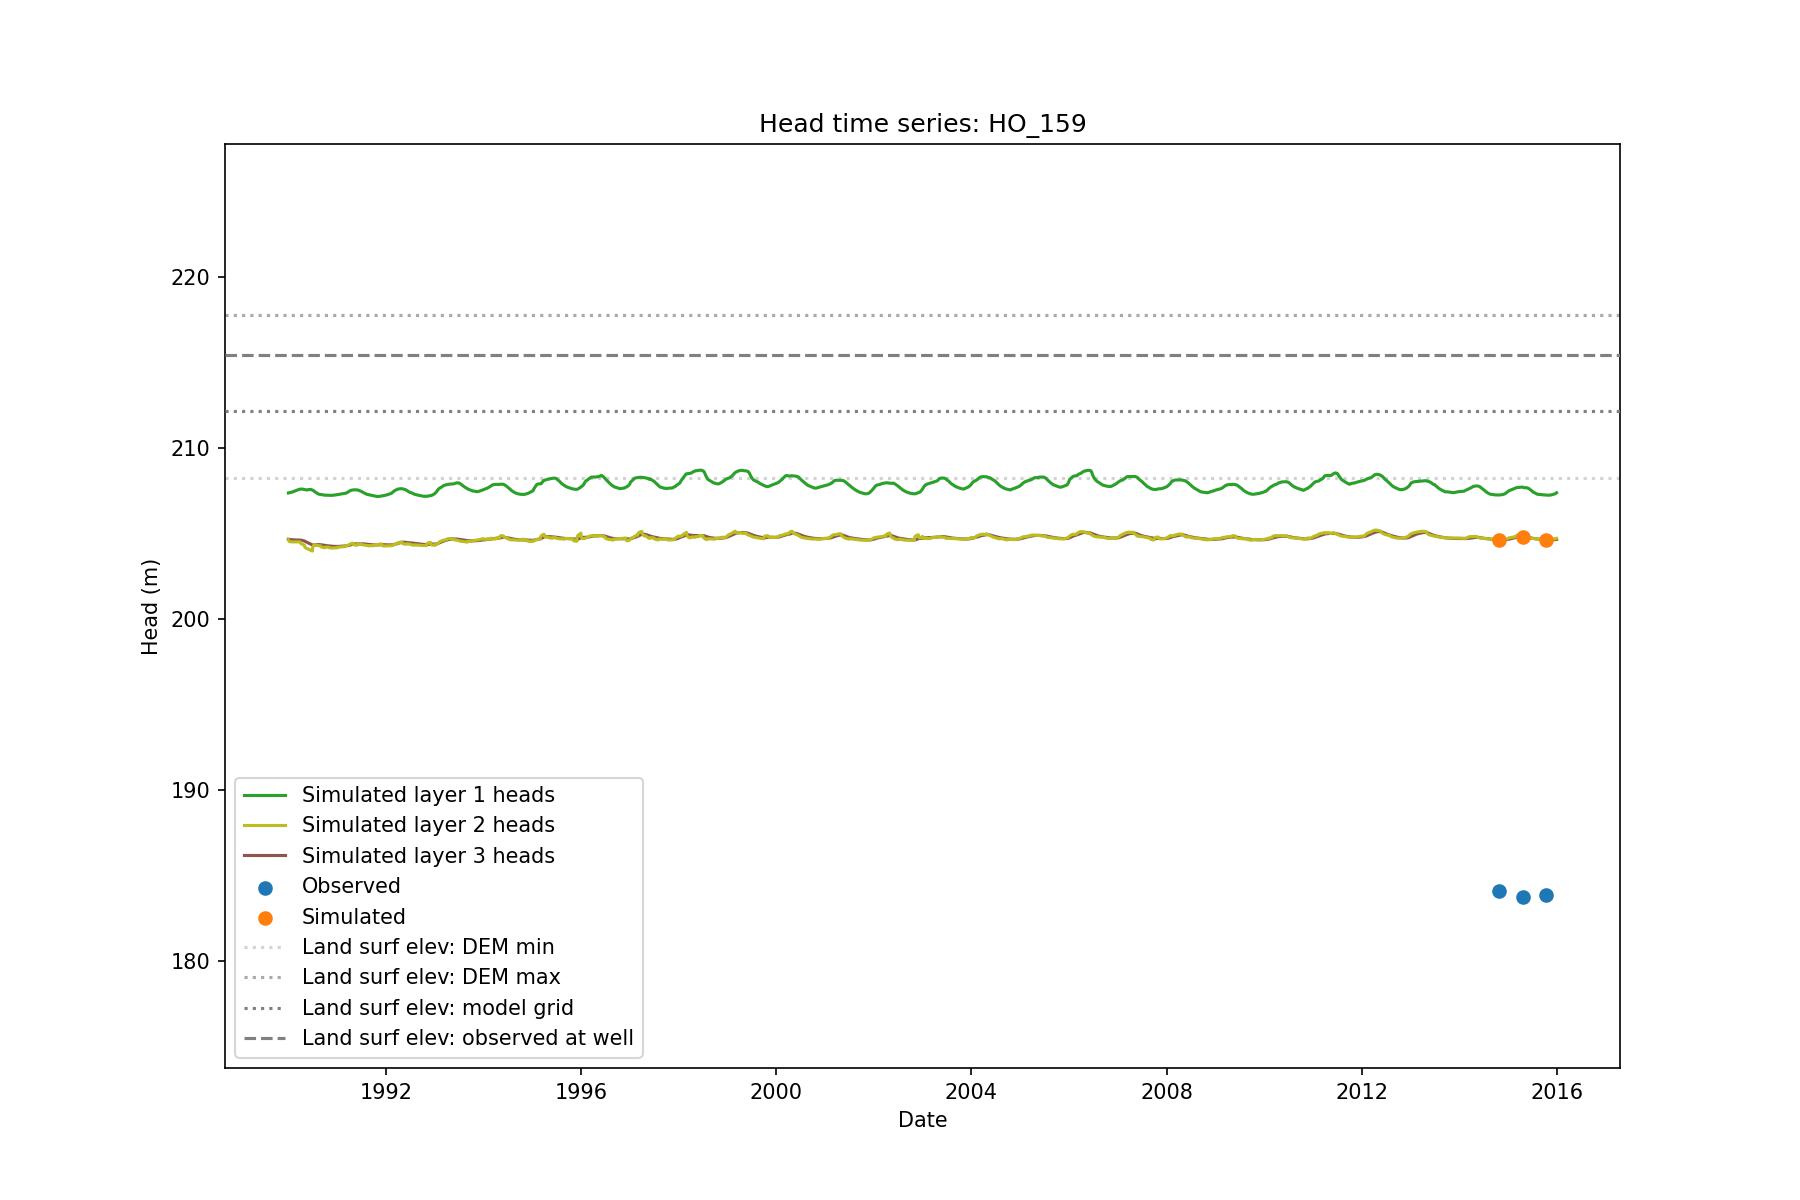 Head time series: HO_159
220
210
200
190
180
Head (m)
Simulated layer 1 heads
Simulated layer 2 heads
Simulated layer 3 heads
Observed
Simulated
Land surf elev: DEM min
Land surf elev: DEM max
Land surf elev: model grid
Land surf elev: observed at well
1992 1996 2000 2004 2008 2012 2016
Date